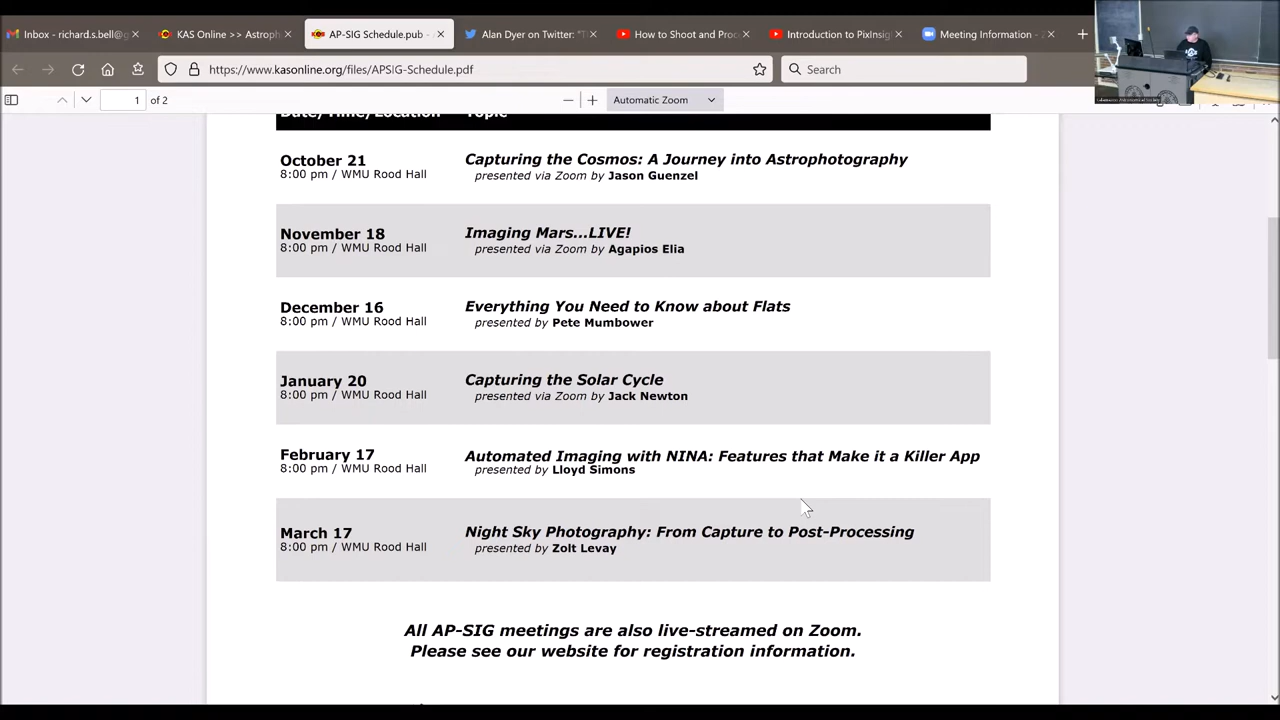 Inbox - richard.s.bell@g
KAS Online >> Astroph
AP-SIG Schedule.pub -
Alan Dyer on Twitter: "T
How to Shoot and Proc
Introduction to PixInsig
Meeting Information - Z
https://www.kasonline.org/files/APSIG-Schedule.pdf
Search
1 of 2
Automatic Zoom
Date/Time/Location Topic
October 21
8:00 pm / WMU Rood Hall
Capturing the Cosmos: A Journey into Astrophotography
presented via Zoom by Jason Guenzel
November 18
8:00 pm / WMU Rood Hall
Imaging Mars...LIVE!
presented via Zoom by Agapios Elia
December 16
8:00 pm / WMU Rood Hall
Everything You Need to Know about Flats
presented by Pete Mumbower
January 20
8:00 pm / WMU Rood Hall
Capturing the Solar Cycle
presented via Zoom by Jack Newton
February 17
8:00 pm / WMU Rood Hall
Automated Imaging with NINA: Features that Make it a Killer App
presented by Lloyd Simons
March 17
8:00 pm / WMU Rood Hall
Night Sky Photography: From Capture to Post-Processing
presented by Zolt Levay
All AP-SIG meetings are also live-streamed on Zoom.
Please see our website for registration information.